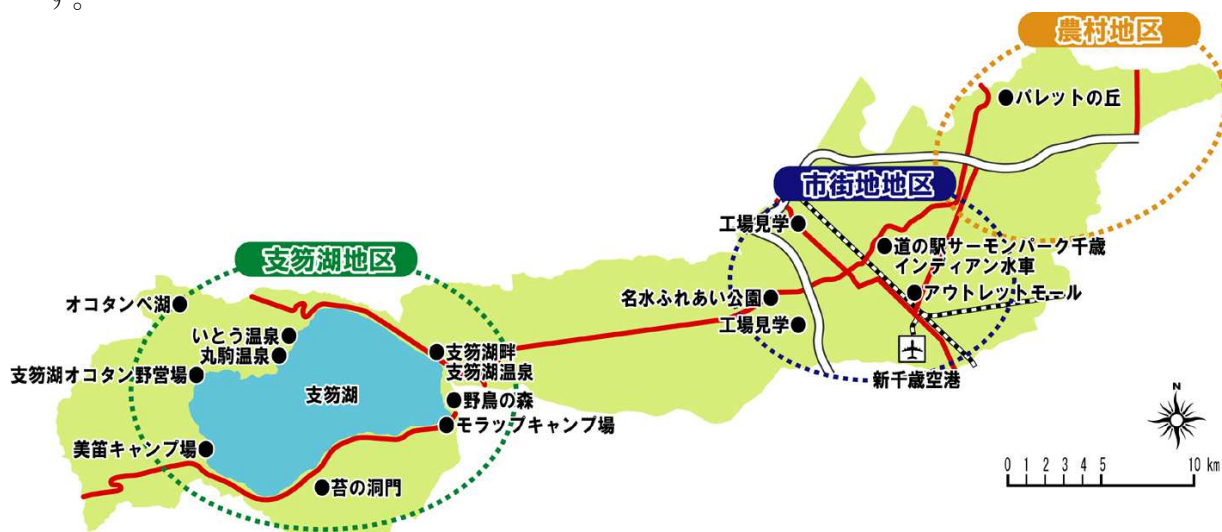 す。
農村地区
パレットの丘
市街地地区
工場見学
道の駅サーモンパーク千歳
インディアン水車
支笏湖地区
オコタンペ湖
名水ふれあい公園
アウトレットモール
工場見学
いとう温泉
丸駒温泉
支笏湖畔
支笏湖温泉
支笏湖オコタン野営場
新千歳空港
支笏湖
野鳥の森
モラップキャンプ場
美笛キャンプ場
苔の洞門
N
0 1 2 3 4 5 10 km